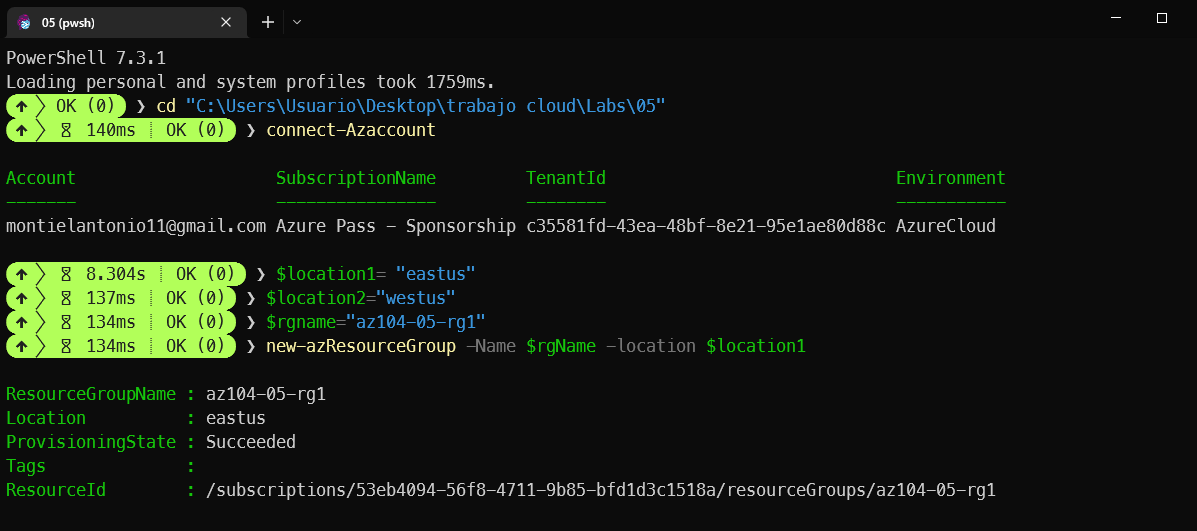 05 (pwsh)
PowerShell 7.3.1
Loading personal and system profiles took 1759ms.
OK (0) ❯ cd "C:\Users\Usuario\Desktop\trabajo cloud\Labs\05"
140ms OK (0) ❯ connect-Azaccount
Account SubscriptionName TenantId Environment
------- ---------------- -------- -----------
montielantonio11@gmail.com Azure Pass - Sponsorship c35581fd-43ea-48bf-8e21-95e1ae80d88c AzureCloud
8.304s OK (0) ❯ $location1= "eastus"
137ms OK (0) ❯ $location2="westus"
134ms OK (0) ❯ $rgname="az104-05-rg1"
134ms OK (0) ❯ new-azResourceGroup -Name $rgName -location $location1
ResourceGroupName : az104-05-rg1
Location : eastus
ProvisioningState : Succeeded
Tags :
ResourceId : /subscriptions/53eb4094-56f8-4711-9b85-bfd1d3c1518a/resourceGroups/az104-05-rg1